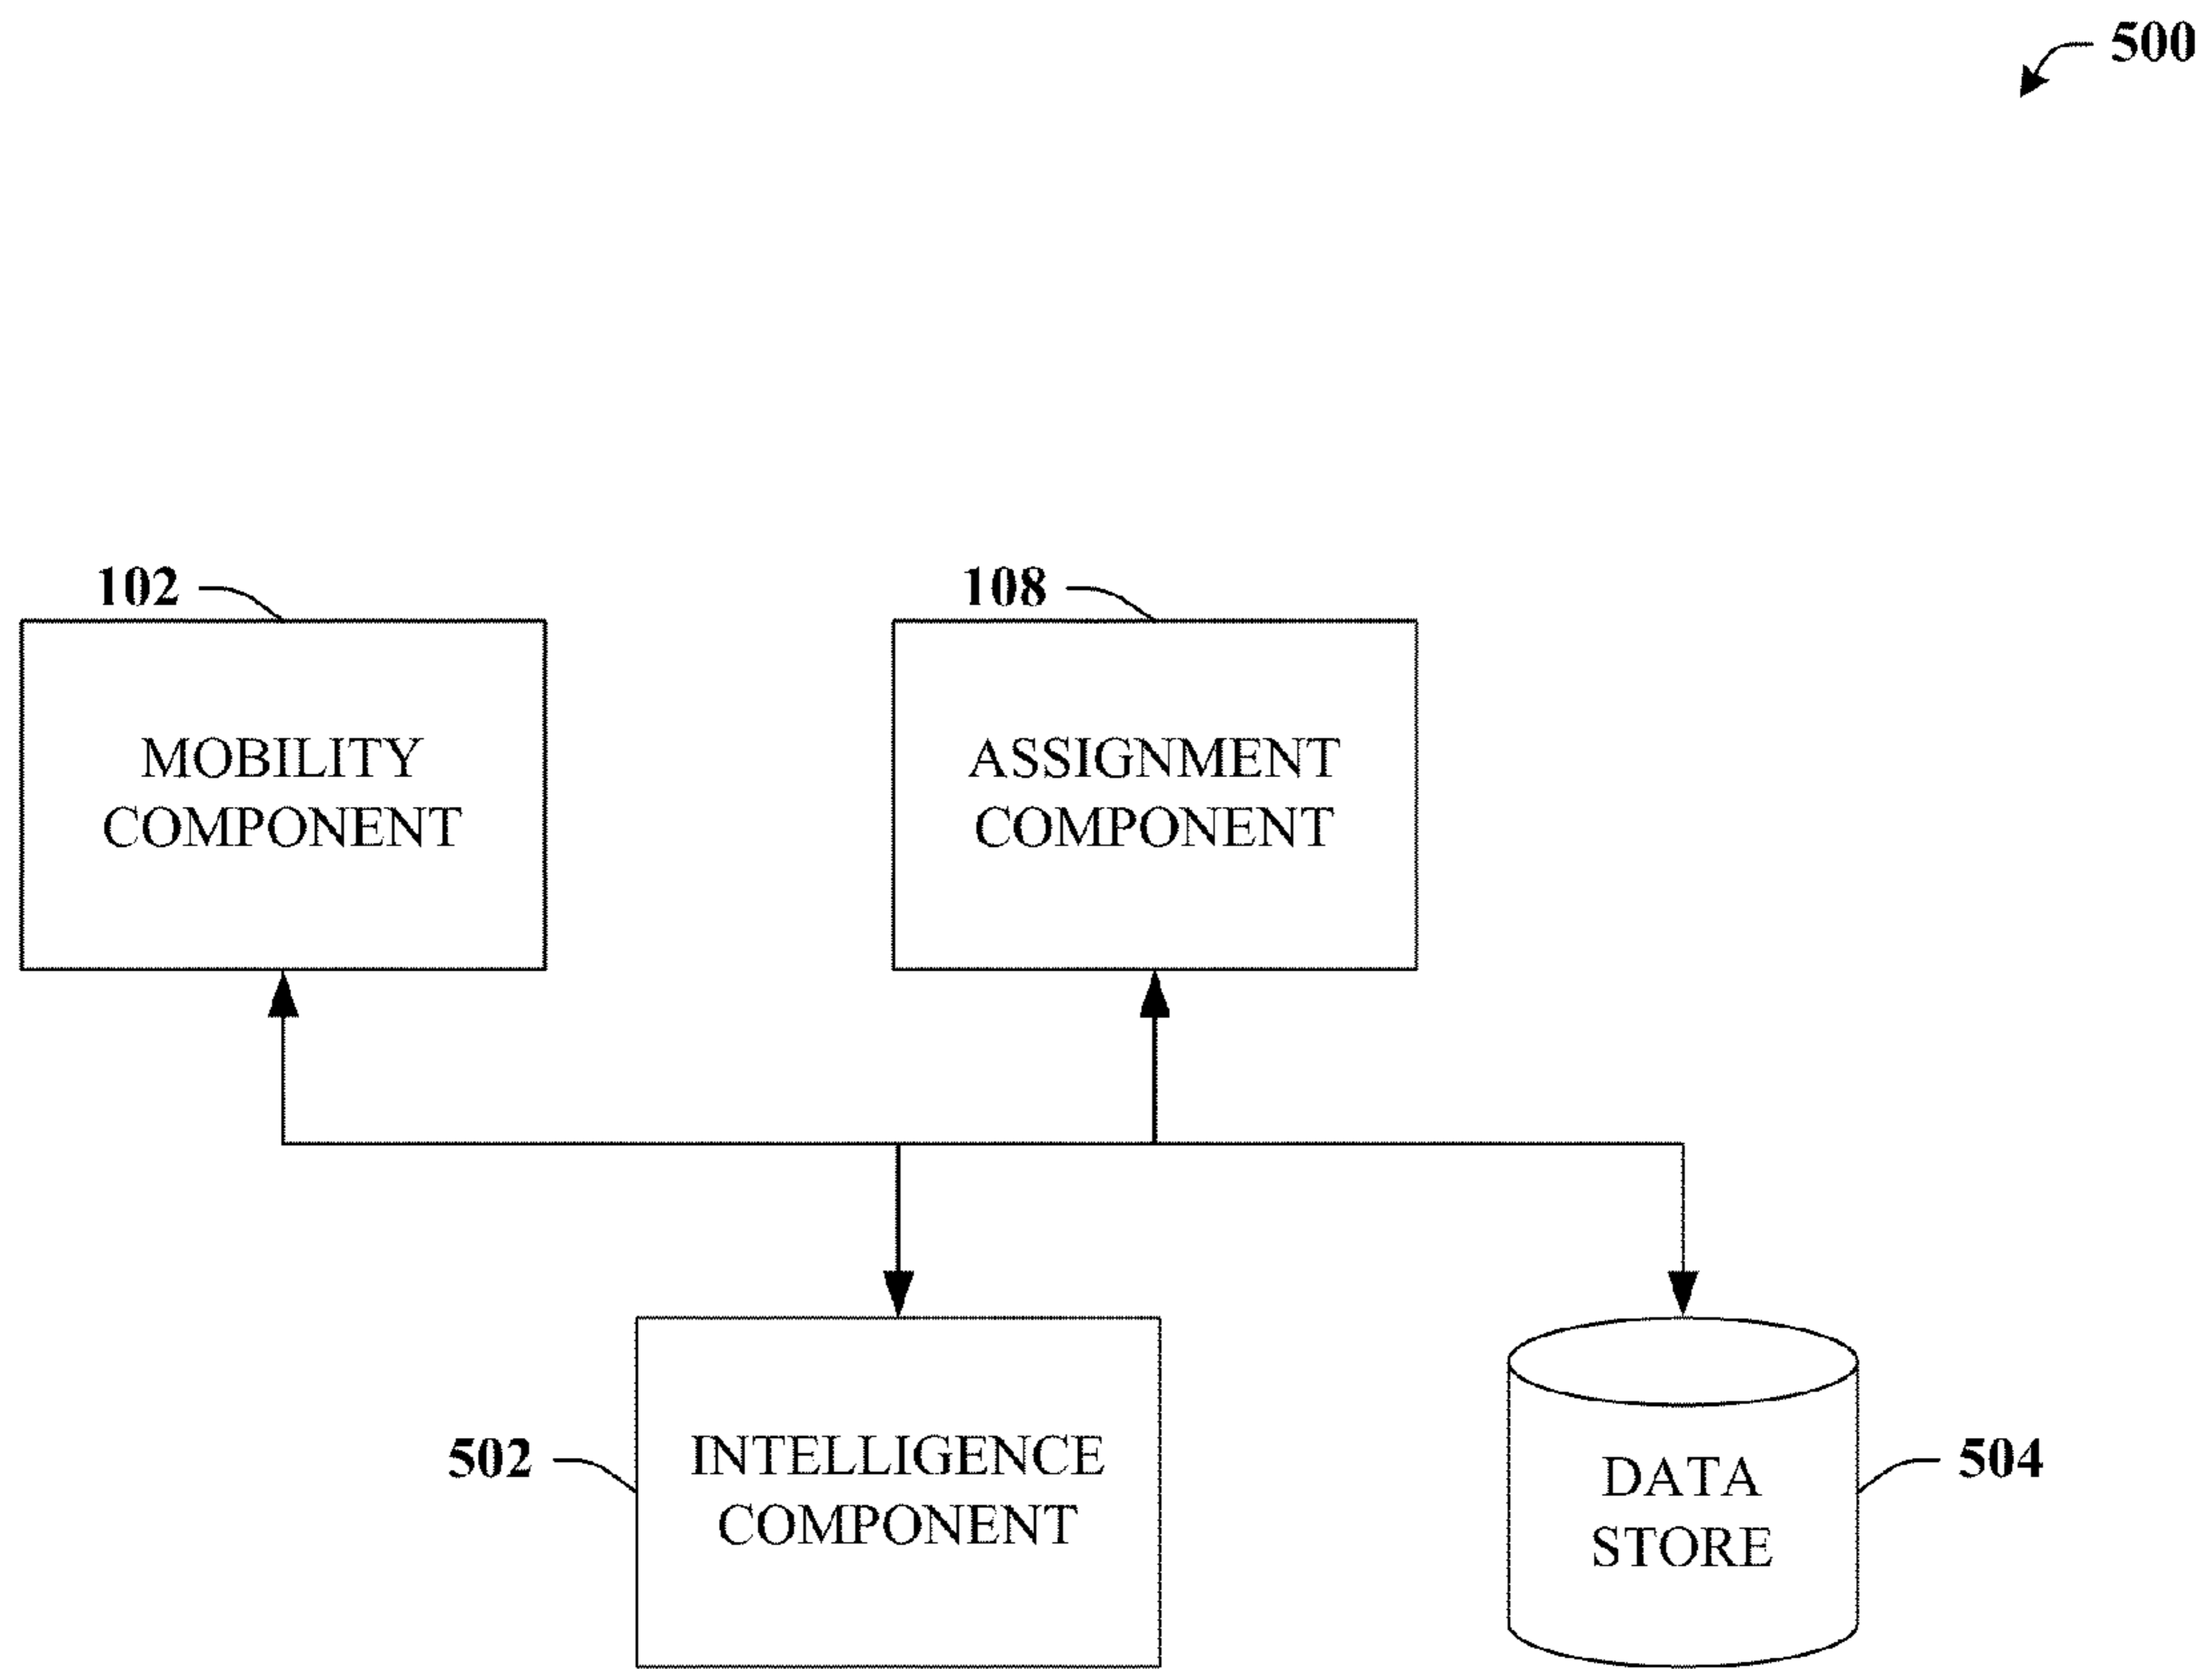 500
102
108
MOBILITY
COMPONENT
ASSIGNMENT
COMPONENT
502
INTELLIGENCE
COMPONENT
504
DATA
STORE